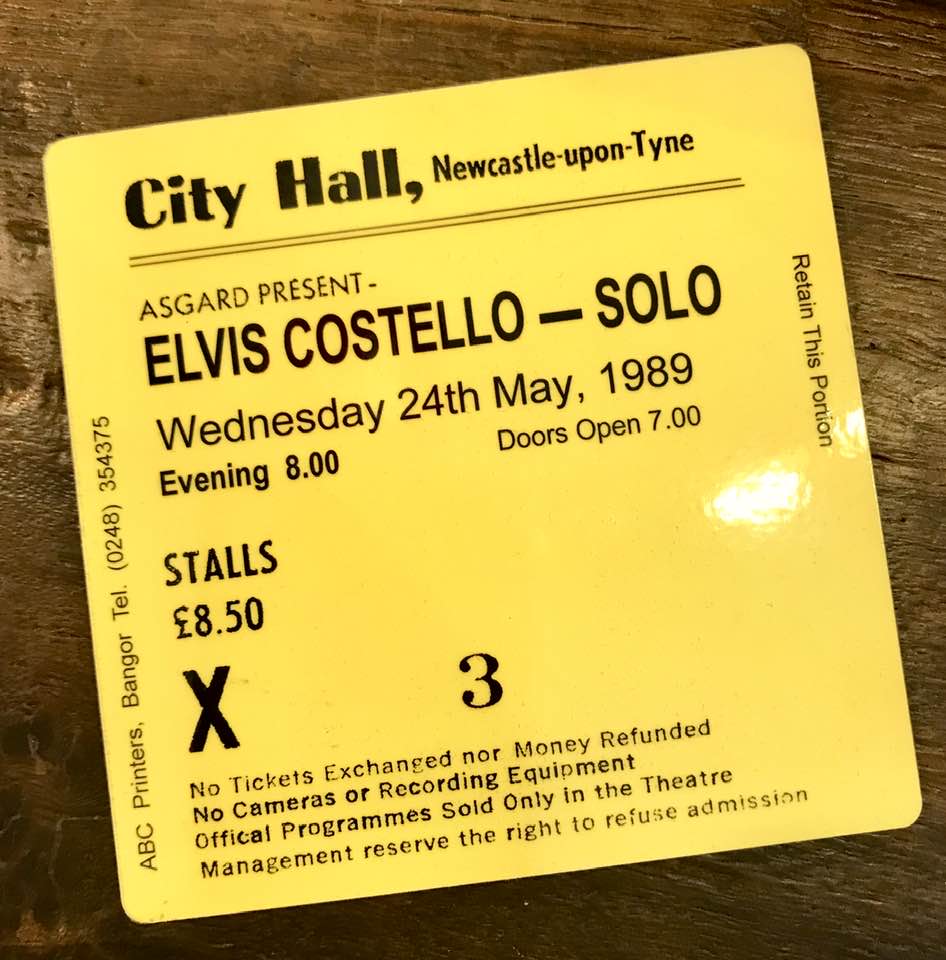 City Hall, Newcastle-upon-Tyne
ASGARD PRESENT-
ELVIS COSTELLO — SOLO
Wednesday 24th May, 1989
Evening 8.00 Doors Open 7.00
STALLS
£8.50
X 3
No Tickets Exchanged nor Money Refunded
No Cameras or Recording Equipment
Offical Programmes Sold Only in the Theatre
Management reserve the right to refuse admission
ABC Printers, Bangor Tel. (0248) 354375
Retain This Portion